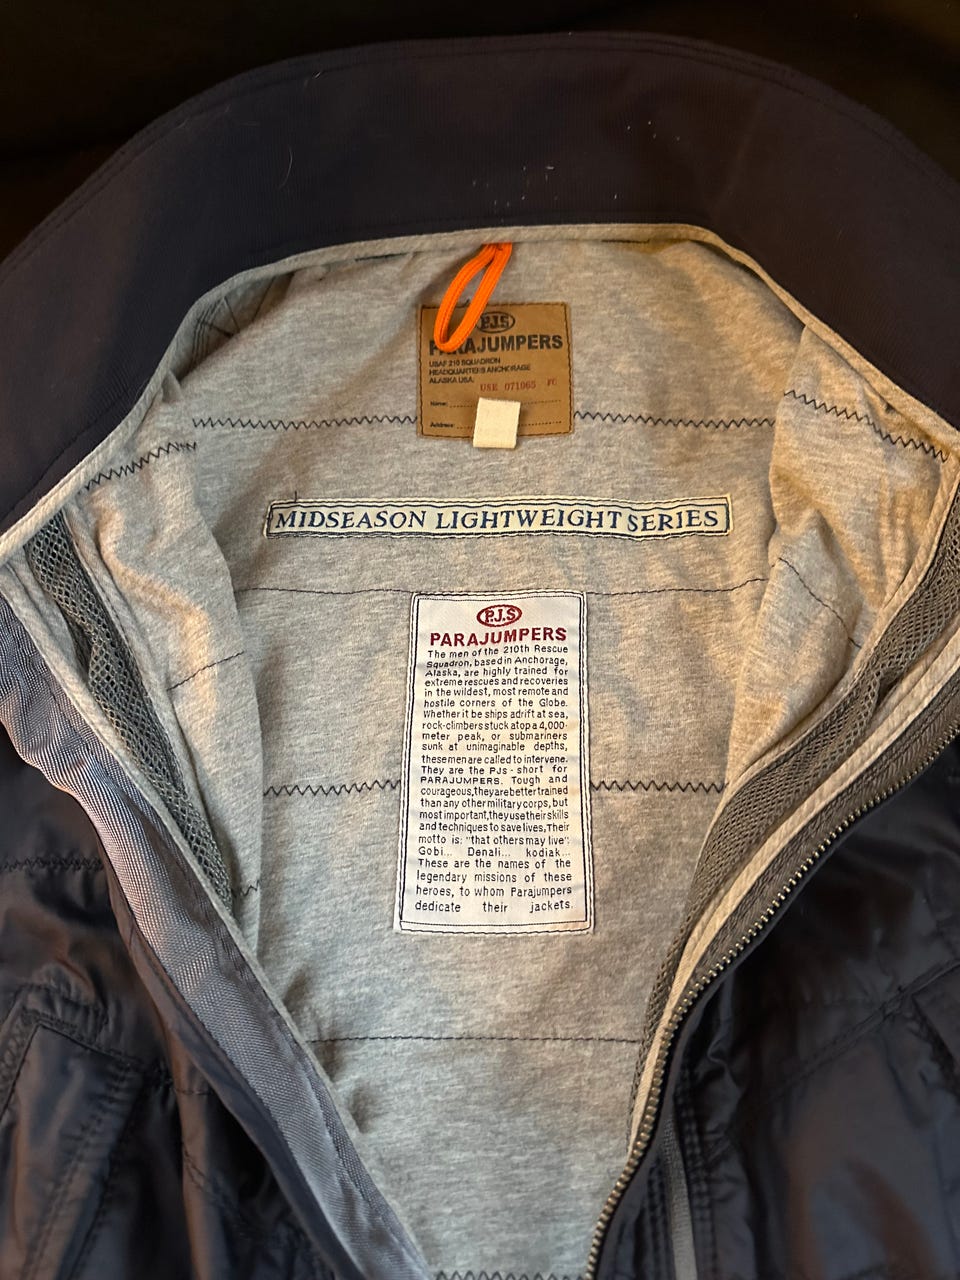 P.J.S
PARAJUMPERS
USAF 210 SQUADRON
HEADQUARTERS ANCHORAGE
ALASKA USA.
USE 071065 FC
Name:
Address:
MIDSEASON LIGHTWEIGHT SERIES
P.J.S
PARAJUMPERS
The men of the 210th Rescue
Squadron, based in Anchorage,
Alaska, are highly trained for
extreme rescues and recoveries
in the wildest, most remote and
hostile corners of the Globe.
Whether it be ships adrift at sea,
rock-climbers stuck atop a 4,000-
meter peak, or submariners
sunk at unimaginable depths,
these men are called to intervene.
They are the PJs - short for
PARAJUMPERS. Tough and
courageous, they are better trained
than any other military corps, but
most important, they use their skills
and techniques to save lives, Their
motto is: "that others may live":
Gobi... Denali... kodiak...
These are the names of the
legendary missions of these
heroes, to whom Parajumpers
dedicate their jackets.